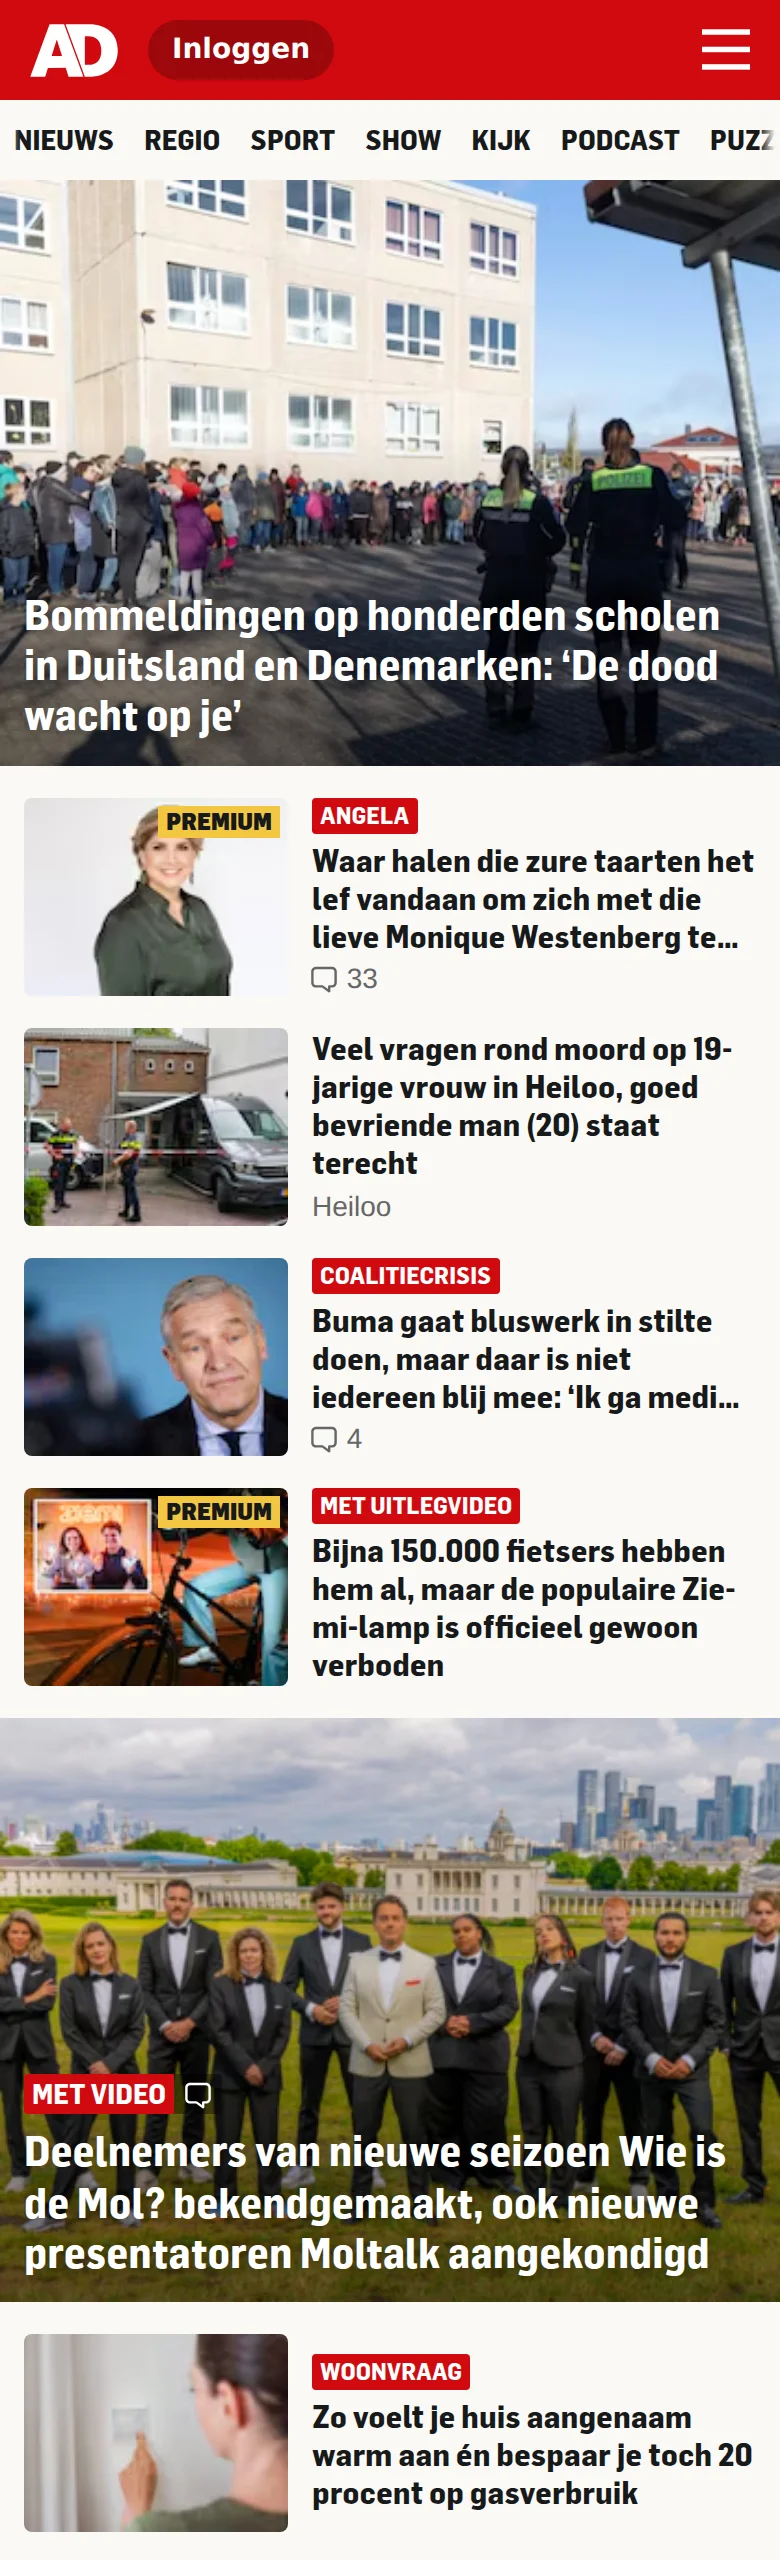 AD
Inloggen
NIEUWS REGIO SPORT SHOW KIJK PODCAST PUZZ
POLIZEI
Bommeldingen op honderden scholen
in Duitsland en Denemarken: ‘De dood
wacht op je’
PREMIUM
ANGELA
Waar halen die zure taarten het
lef vandaan om zich met die
lieve Monique Westenberg te...
33
Veel vragen rond moord op 19-
jarige vrouw in Heiloo, goed
bevriende man (20) staat
terecht
Heiloo
COALITIECRISIS
Buma gaat bluswerk in stilte
doen, maar daar is niet
iedereen blij mee: ‘Ik ga medi...
4
PREMIUM
MET UITLEGVIDEO
Bijna 150.000 fietsers hebben
hem al, maar de populaire Zie-
mi-lamp is officieel gewoon
verboden
MET VIDEO
Deelnemers van nieuwe seizoen Wie is
de Mol? bekendgemaakt, ook nieuwe
presentatoren Moltalk aangekondigd
WOONVRAAG
Zo voelt je huis aangenaam
warm aan én bespaar je toch 20
procent op gasverbruik